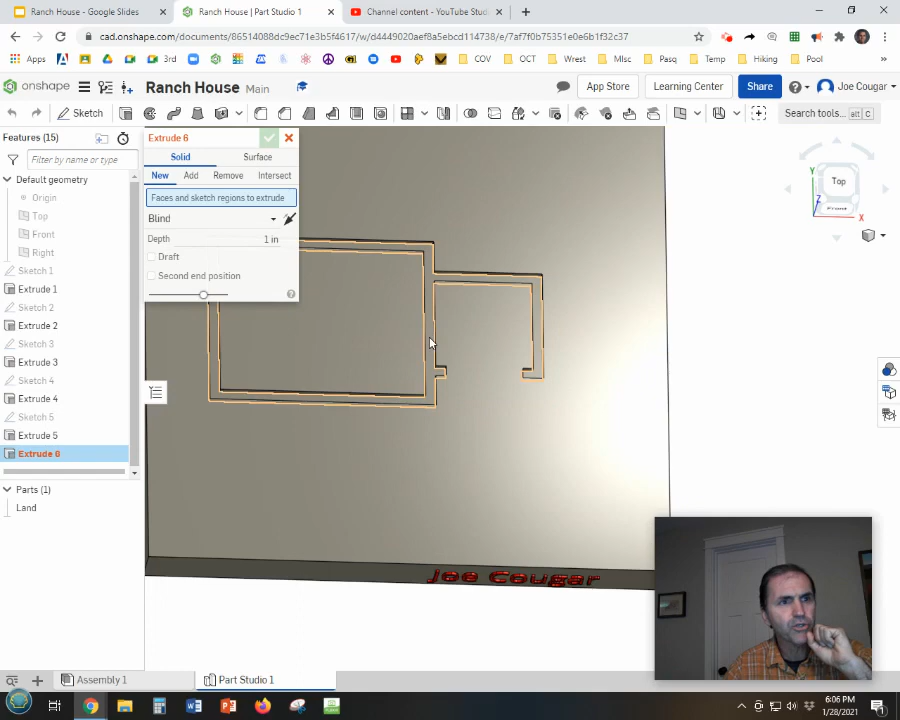 Ranch House - Google Slides
Ranch House | Part Studio 1
Channel content - YouTube Stud
cad.onshape.com/documents/86514088dc9ec71e3b5f4617/w/d4449020aef8a5ebcd114378/e/7af7f0b75351e0e6b1f32c37
Apps
3rd
COV
OCT
Wrest
MIsc
Pasq
Temp
Hiking
Pool
onshape
Ranch House Main
App Store
Learning Center
Share
Joe Cougar
Sketch
Search tools...
alt C
Features (15)
Filter by name or type
Default geometry
Origin
Top
Front
Right
Sketch 1
Extrude 1
Sketch 2
Extrude 2
Sketch 3
Extrude 3
Sketch 4
Extrude 4
Sketch 5
Extrude 5
Extrude 6
Parts (1)
Land
Extrude 6
Solid Surface
New Add Remove Intersect
Faces and sketch regions to extrude
Blind
Depth 1 in
Draft
Second end position
Top
Front
Y
Z
X
Joe Cougar
Assembly 1
Part Studio 1
6:06 PM
1/28/2021